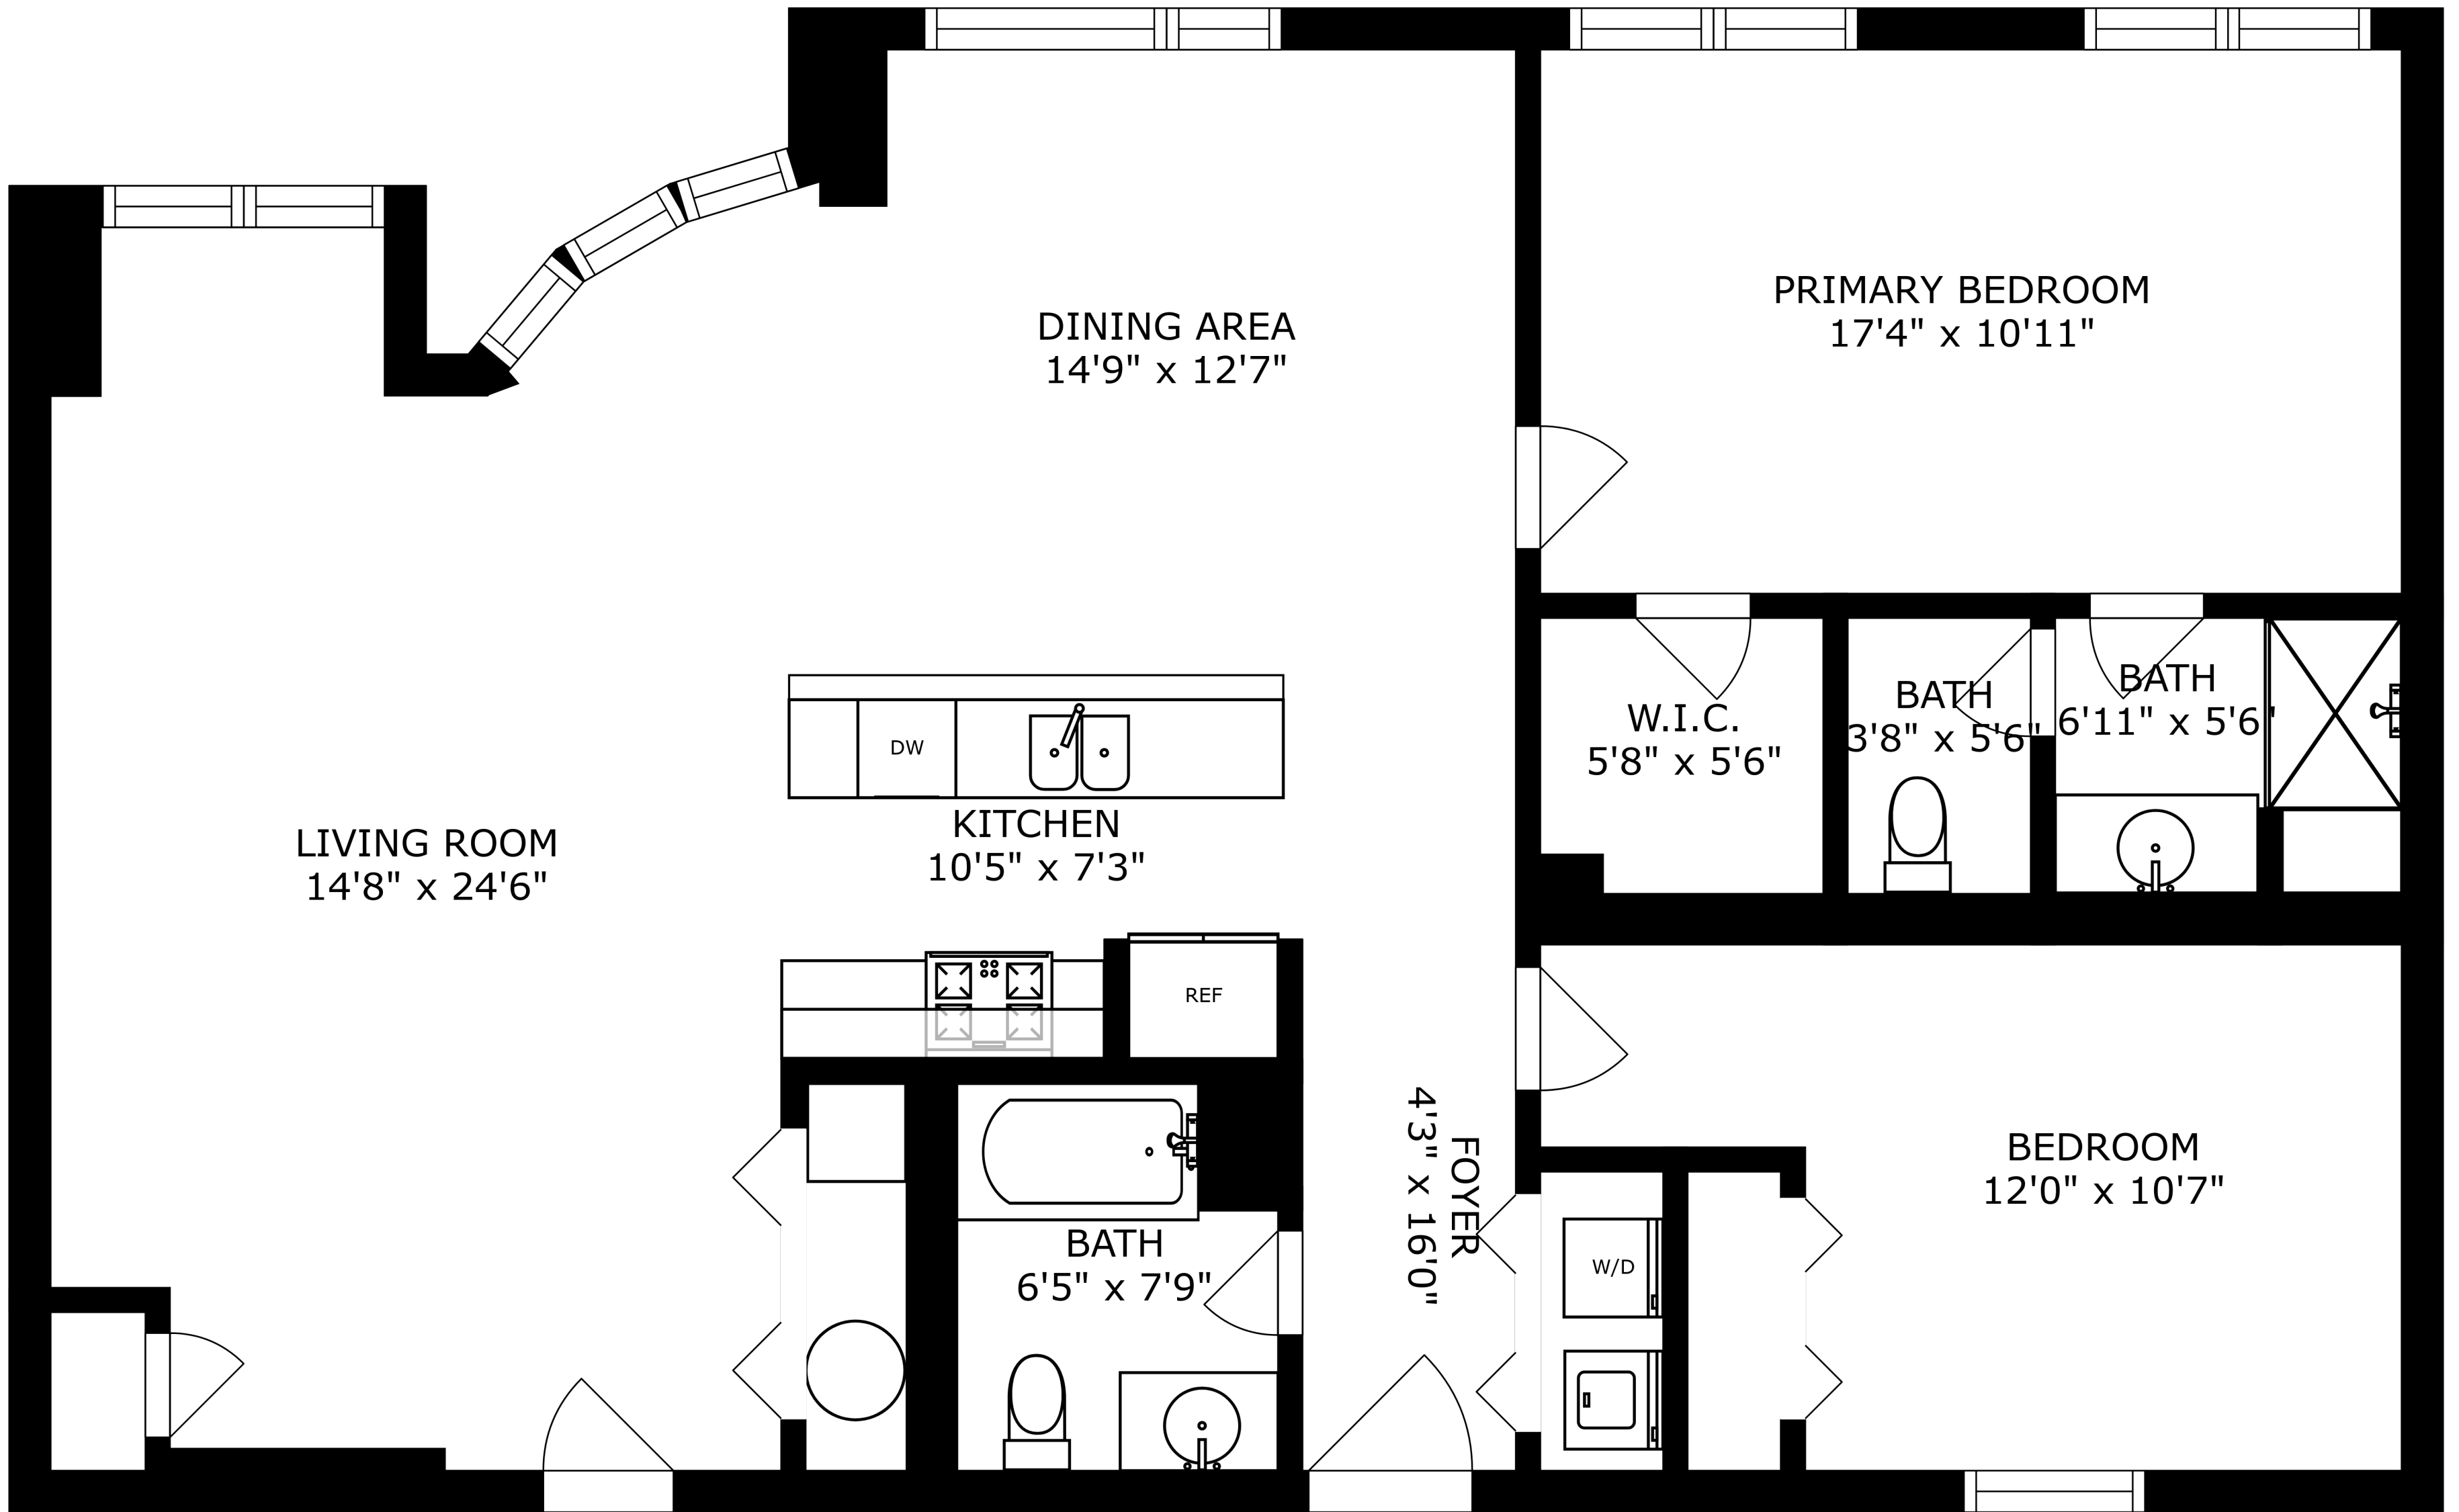 PRIMARY BEDROOM
17'4" x 10'11"
DINING AREA
14'9" x 12'7"
BATH
6'11" x 5'6"
BATH
3'8" x 5'6"
W.I.C.
5'8" x 5'6"
DW
KITCHEN
10'5" x 7'3"
LIVING ROOM
14'8" x 24'6"
REF
FOYER
4'3" x 16'0"
BEDROOM
12'0" x 10'7"
BATH
6'5" x 7'9"
W/D